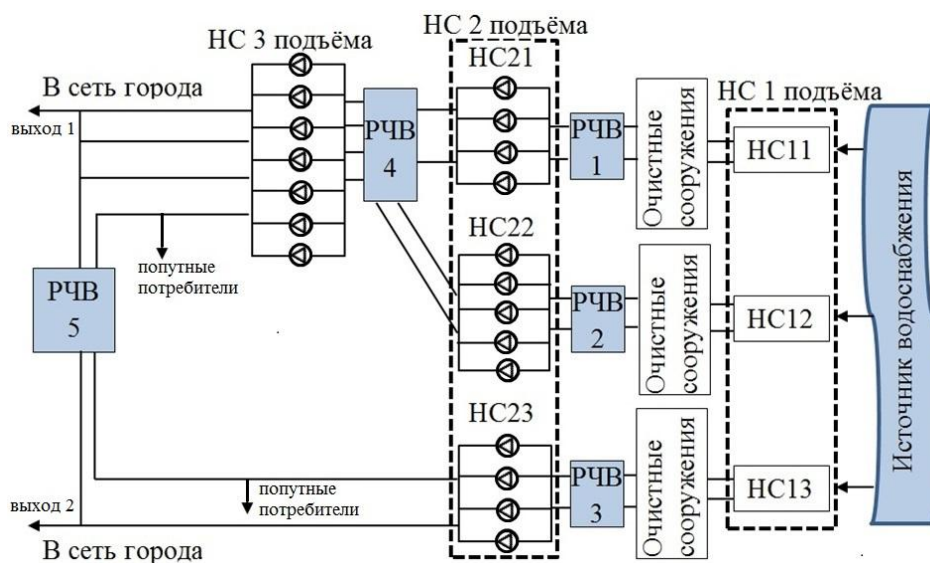 НС 3 подъёма
НС 2 подъёма
НС 1 подъёма
В сеть города
выход 1
НС21
РЧВ
4
РЧВ
1
Очистные
сооружения
НС11
Источник водоснабжения
попутные
потребители
РЧВ
5
НС22
РЧВ
2
Очистные
сооружения
НС12
НС23
РЧВ
3
Очистные
сооружения
НС13
попутные
потребители
выход 2
В сеть города